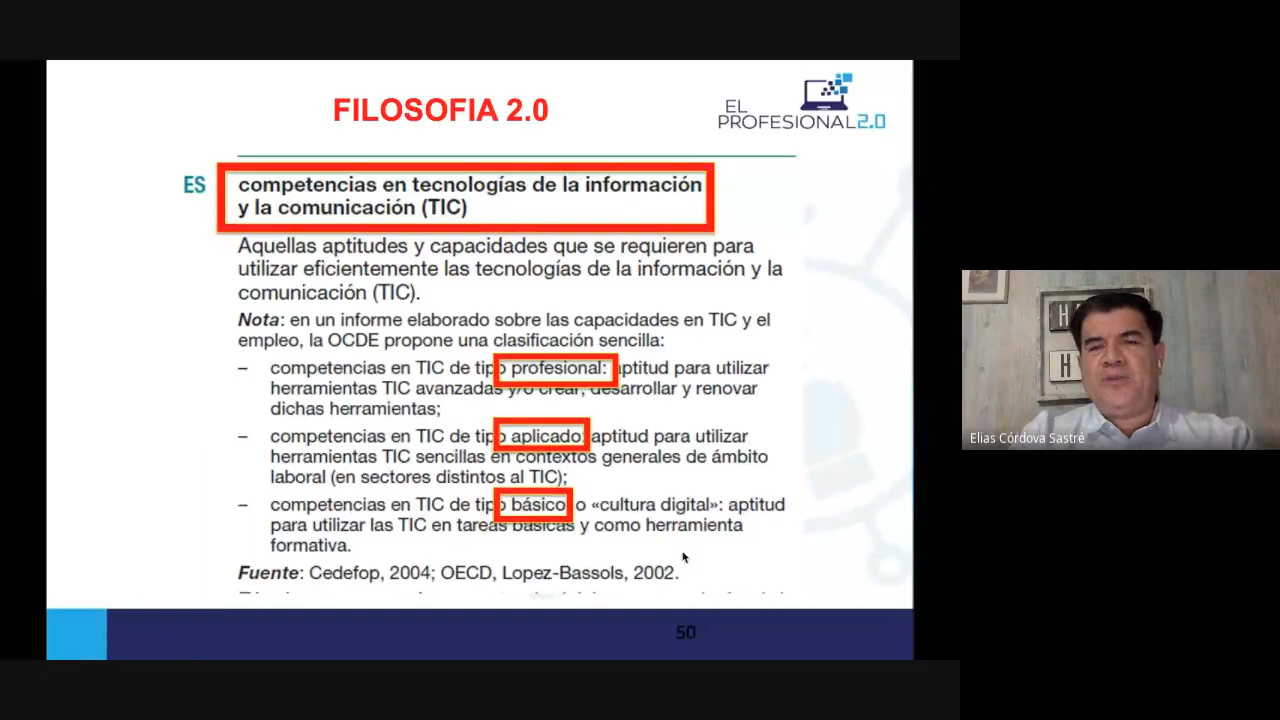 FILOSOFIA 2.0
EL
PROFESIONAL2.0
ES
competencias en tecnologías de la información
y la comunicación (TIC)
Aquellas aptitudes y capacidades que se requieren para
utilizar eficientemente las tecnologías de la información y la
comunicación (TIC).
Nota: en un informe elaborado sobre las capacidades en TIC y el
empleo, la OCDE propone una clasificación sencilla:
– competencias en TIC de tipo profesional: aptitud para utilizar
herramientas TIC avanzadas y/o crear, desarrollar y renovar
dichas herramientas;
– competencias en TIC de tipo aplicado: aptitud para utilizar
herramientas TIC sencillas en contextos generales de ámbito
laboral (en sectores distintos al TIC);
– competencias en TIC de tipo básico o «cultura digital»: aptitud
para utilizar las TIC en tareas básicas y como herramienta
formativa.
Fuente: Cedefop, 2004; OECD, Lopez-Bassols, 2002.
50
H
H
Elias Córdova Sastré